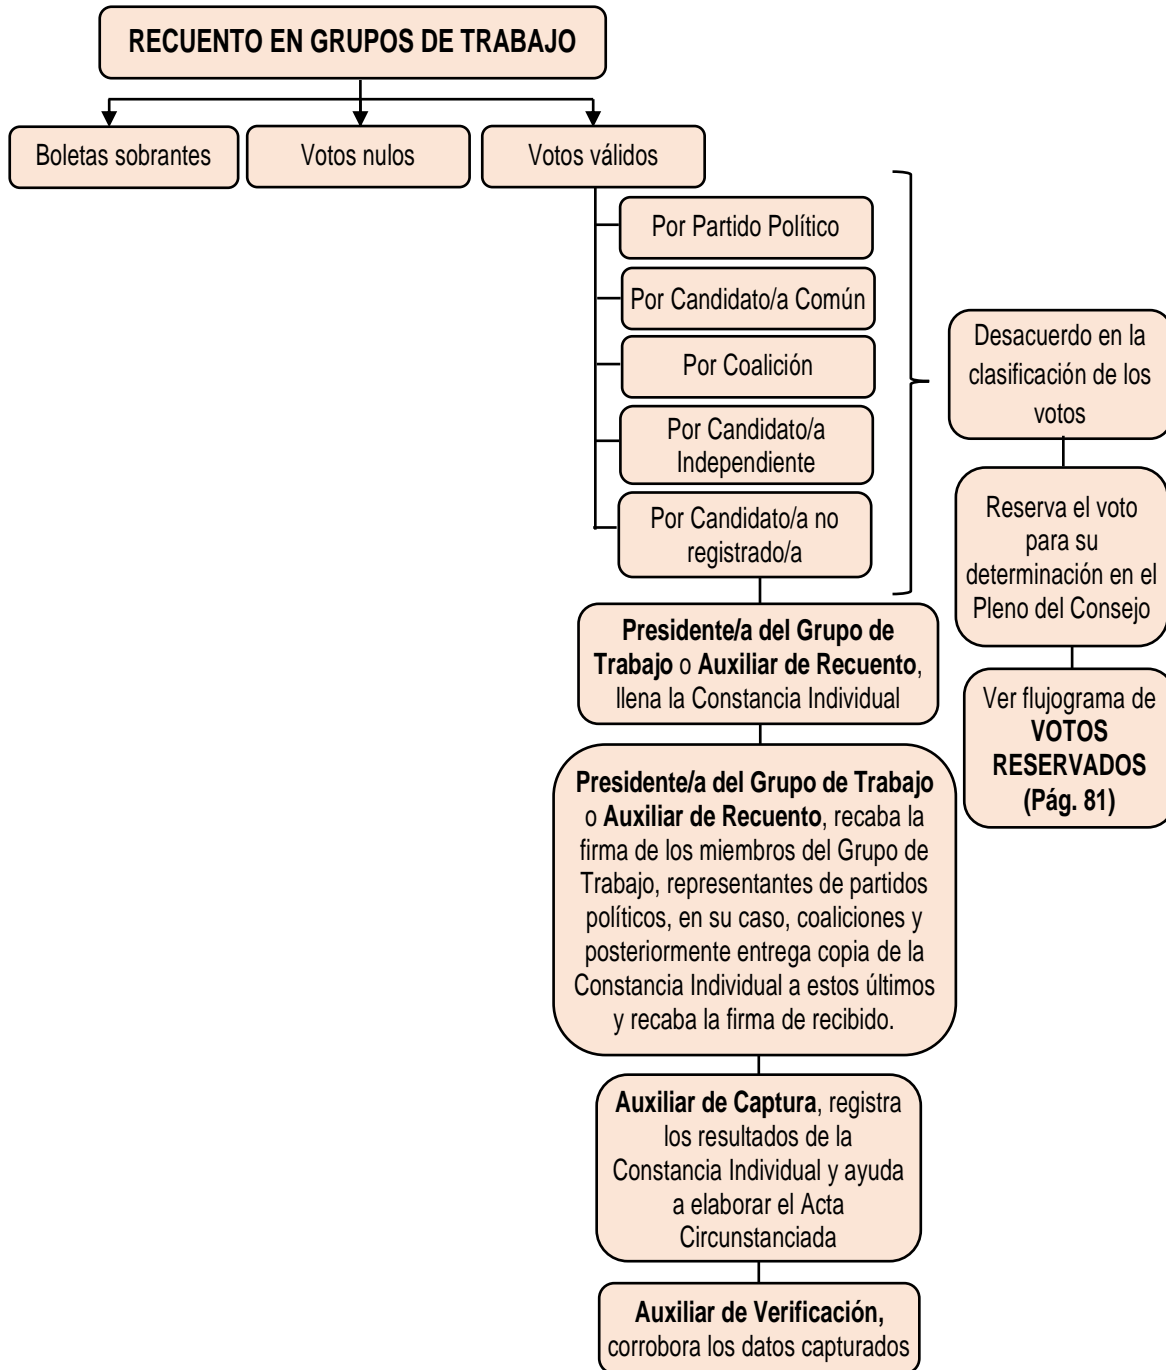 RECUENTO EN GRUPOS DE TRABAJO
Boletas sobrantes
Votos nulos
Votos válidos
Por Partido Político
Por Candidato/a Común
Por Coalición
Por Candidato/a
Independiente
Por Candidato/a no
registrado/a
Desacuerdo en la
clasificación de los
votos
Reserva el voto
para su
determinación en el
Pleno del Consejo
Ver flujograma de
VOTOS
RESERVADOS
(Pág. 81)
Presidente/a del Grupo de
Trabajo o Auxiliar de Recuento,
llena la Constancia Individual
Presidente/a del Grupo de Trabajo
o Auxiliar de Recuento, recaba la
firma de los miembros del Grupo de
Trabajo, representantes de partidos
políticos, en su caso, coaliciones y
posteriormente entrega copia de la
Constancia Individual a estos últimos
y recaba la firma de recibido.
Auxiliar de Captura, registra
los resultados de la
Constancia Individual y ayuda
a elaborar el Acta
Circunstanciada
Auxiliar de Verificación,
corrobora los datos capturados